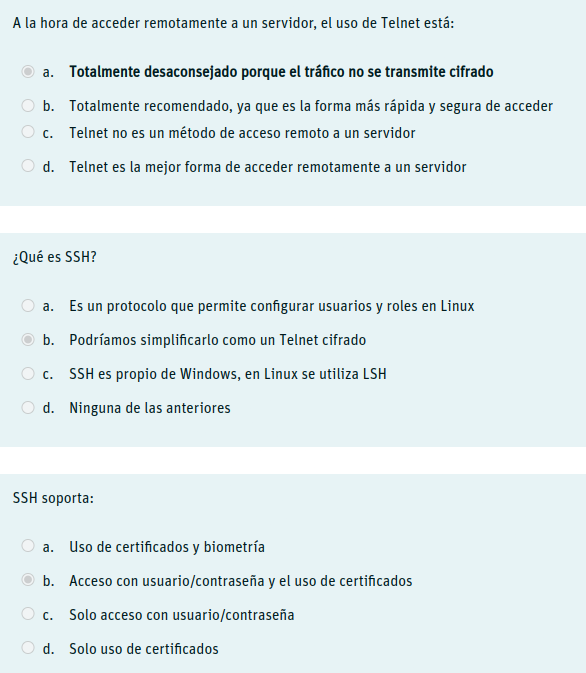 A la hora de acceder remotamente a un servidor, el uso de Telnet está:
a. Totalmente desaconsejado porque el tráfico no se transmite cifrado
b. Totalmente recomendado, ya que es la forma más rápida y segura de acceder
c. Telnet no es un método de acceso remoto a un servidor
d. Telnet es la mejor forma de acceder remotamente a un servidor
¿Qué es SSH?
a. Es un protocolo que permite configurar usuarios y roles en Linux
b. Podríamos simplificarlo como un Telnet cifrado
c. SSH es propio de Windows, en Linux se utiliza LSH
d. Ninguna de las anteriores
SSH soporta:
a. Uso de certificados y biometría
b. Acceso con usuario/contraseña y el uso de certificados
c. Solo acceso con usuario/contraseña
d. Solo uso de certificados